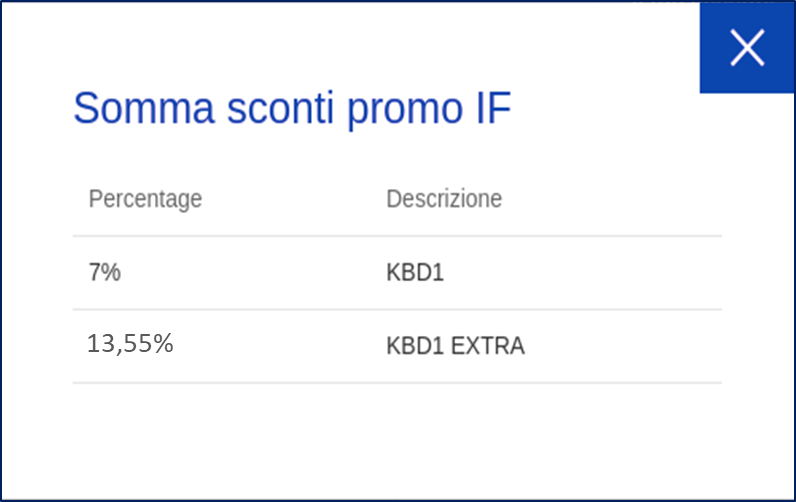 Somma sconti promo IF
Percentage Descrizione
7% KBD1
13,55% KBD1 EXTRA